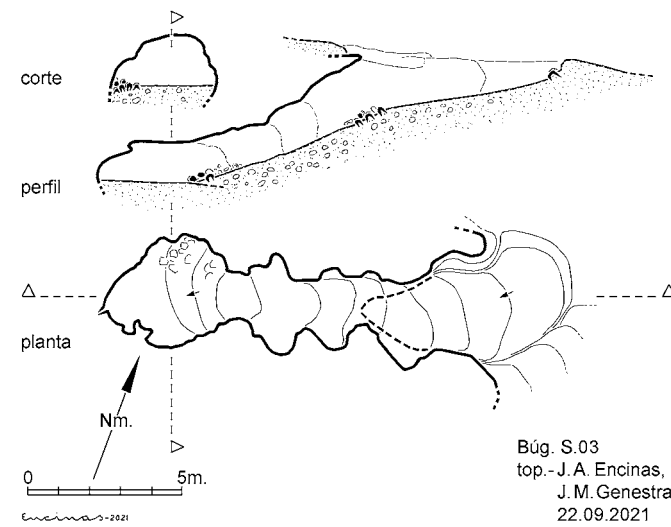 corte
perfil
planta
Nm.
0 5m.
Encinas-2021
Búg. S.03
top.- J.A. Encinas,
J.M. Genestra
22.09.2021